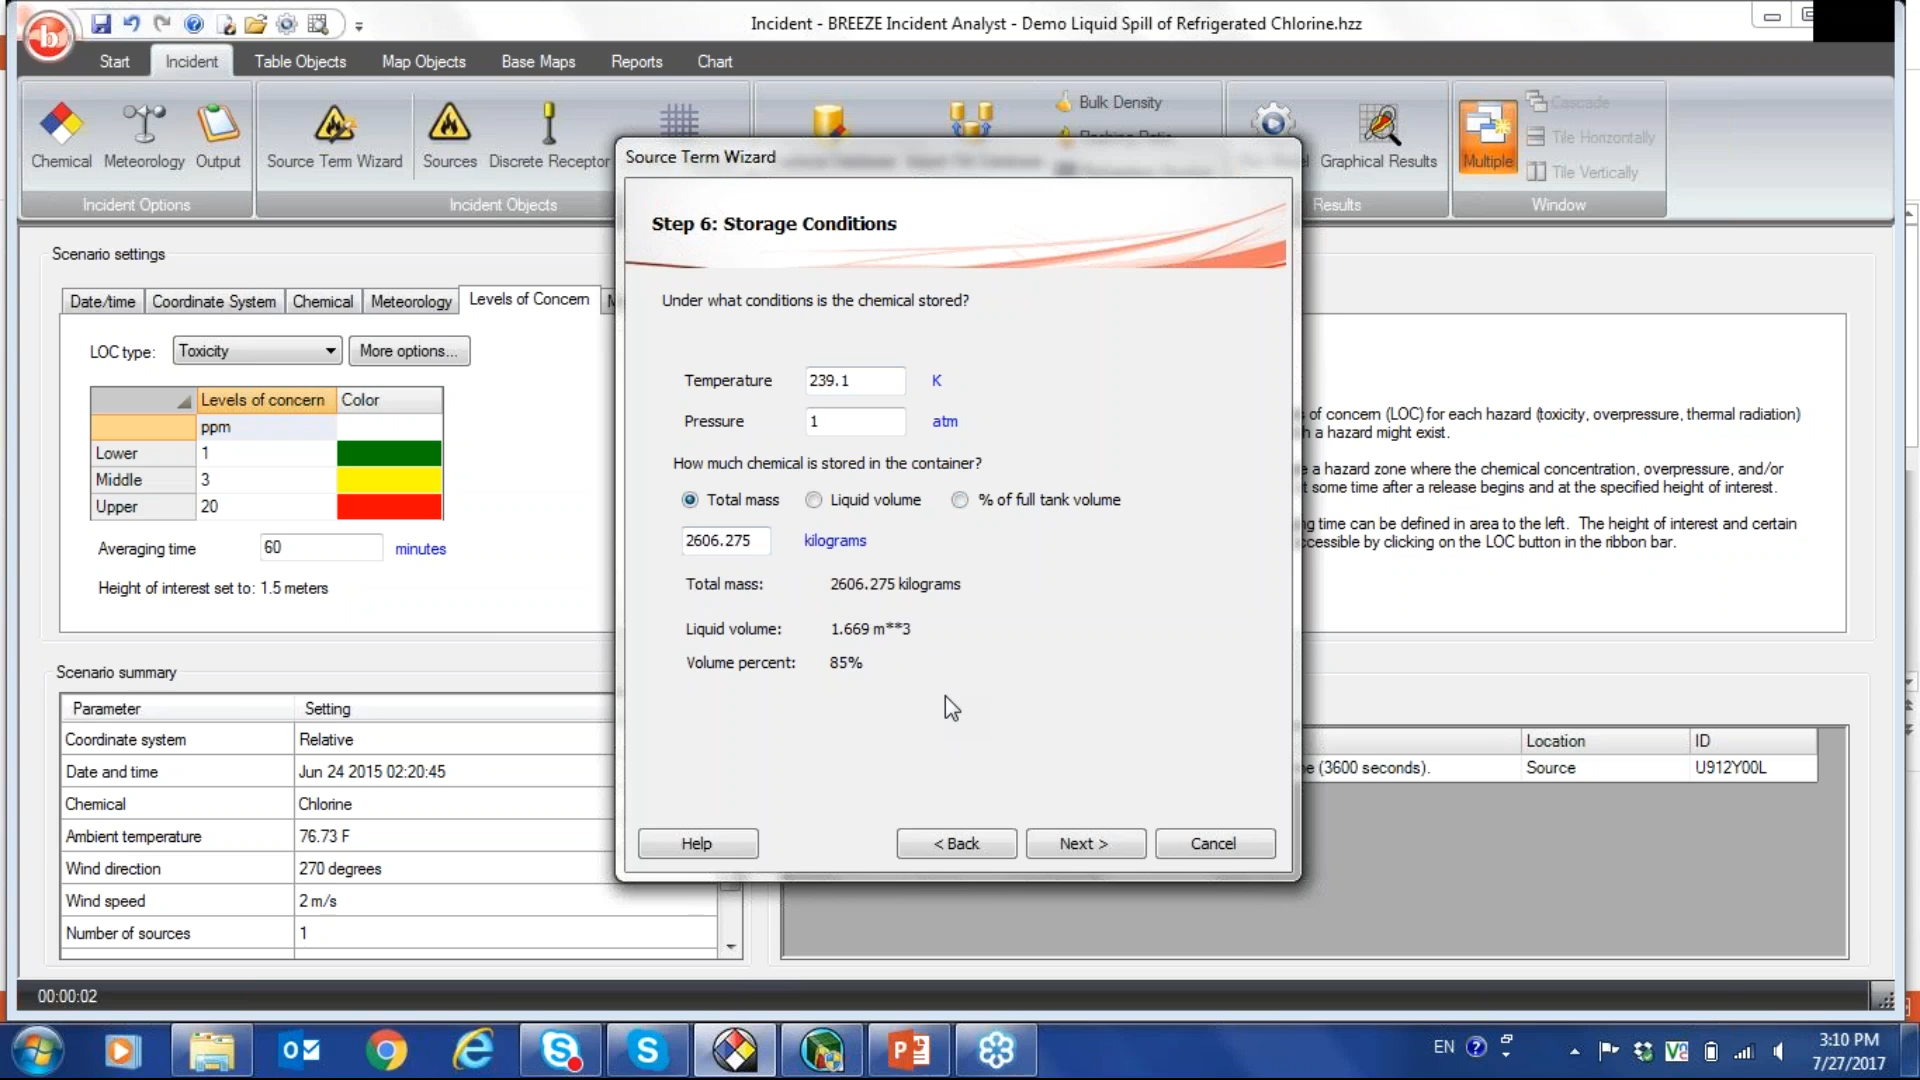 Incident - BREEZE Incident Analyst - Demo Liquid Spill of Refrigerated Chlorine.hzz
Start Incident Table Objects Map Objects Base Maps Reports Chart
Bulk Density
Cascade
Tile Horizontally
Tile Vertically
Chemical Meteorology Output Source Term Wizard Sources Discrete Receptor Graphical Results Multiple
Incident Options Incident Objects Results Window
Source Term Wizard
Step 6: Storage Conditions
Under what conditions is the chemical stored?
Temperature 239.1 K
Pressure 1 atm
How much chemical is stored in the container?
Total mass Liquid volume % of full tank volume
2606.275 kilograms
Total mass: 2606.275 kilograms
Liquid volume: 1.669 m**3
Volume percent: 85%
Help < Back Next > Cancel
Scenario settings
Date/time Coordinate System Chemical Meteorology Levels of Concern
LOC type: Toxicity More options...
Levels of concern Color
ppm
Lower 1
Middle 3
Upper 20
Averaging time 60 minutes
Height of interest set to: 1.5 meters
of concern (LOC) for each hazard (toxicity, overpressure, thermal radiation)
a hazard might exist.
a hazard zone where the chemical concentration, overpressure, and/or
some time after a release begins and at the specified height of interest.
time can be defined in area to the left. The height of interest and certain
accessible by clicking on the LOC button in the ribbon bar.
Scenario summary
Parameter Setting
Coordinate system Relative
Date and time Jun 24 2015 02:20:45
Chemical Chlorine
Ambient temperature 76.73 F
Wind direction 270 degrees
Wind speed 2 m/s
Number of sources 1
Location ID
(3600 seconds). Source U912Y00L
00:00:02
EN
3:10 PM
7/27/2017